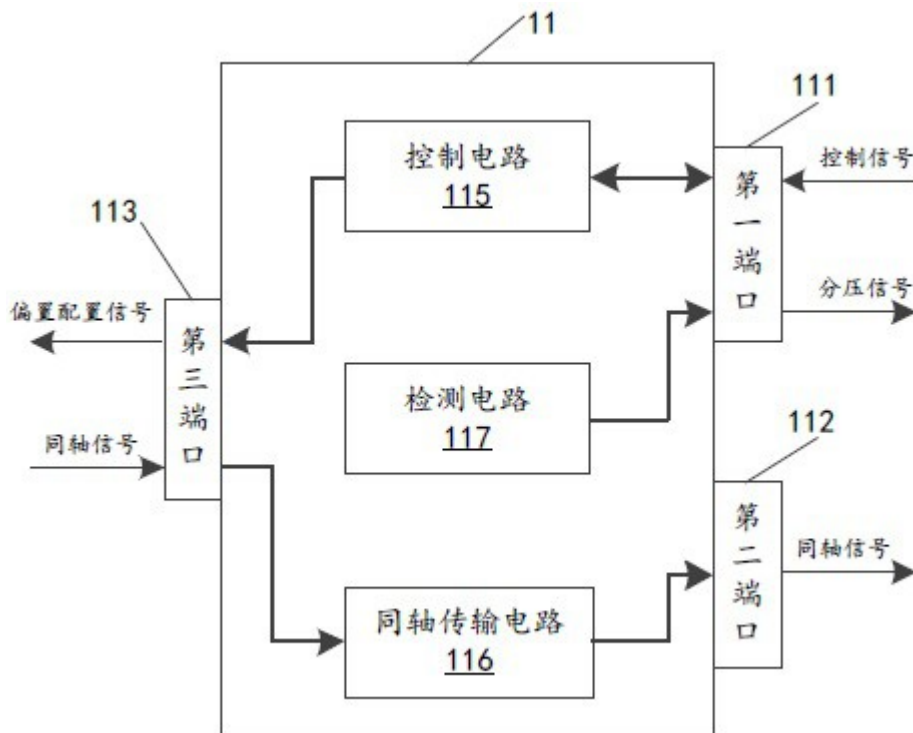 11
111
控制电路
115
第一端口
控制信号
分压信号
113
偏置配置信号
第三端口
同轴信号
检测电路
117
112
第二端口
同轴信号
同轴传输电路
116